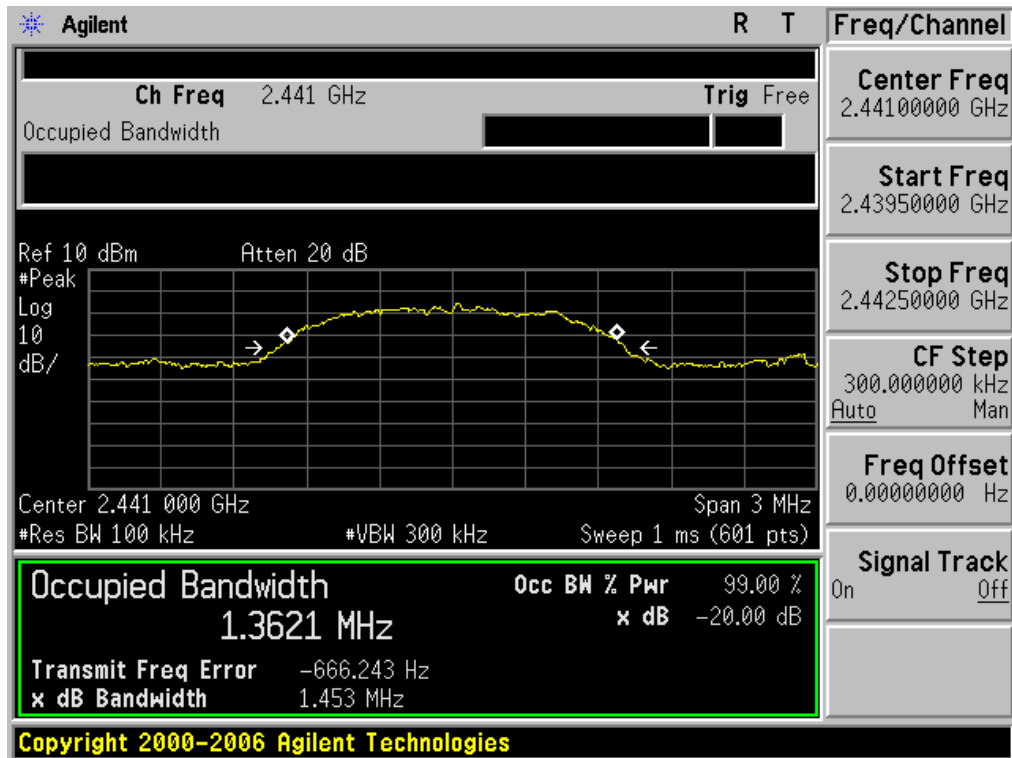 Agilent
R T
Freq/Channel
Ch Freq 2.441 GHz
Trig Free
Occupied Bandwidth
Center Freq
2.44100000 GHz
Start Freq
2.43950000 GHz
Stop Freq
2.44250000 GHz
CF Step
300.000000 kHz
Auto Man
Freq Offset
0.00000000 Hz
Signal Track
On Off
Ref 10 dBm Atten 20 dB
#Peak
Log
10
dB/
Center 2.441 000 GHz Span 3 MHz
#Res BW 100 kHz #VBW 300 kHz Sweep 1 ms (601 pts)
Occupied Bandwidth
1.3621 MHz
Occ BW % Pwr 99.00 %
x dB -20.00 dB
Transmit Freq Error -666.243 Hz
x dB Bandwidth 1.453 MHz
Copyright 2000-2006 Agilent Technologies